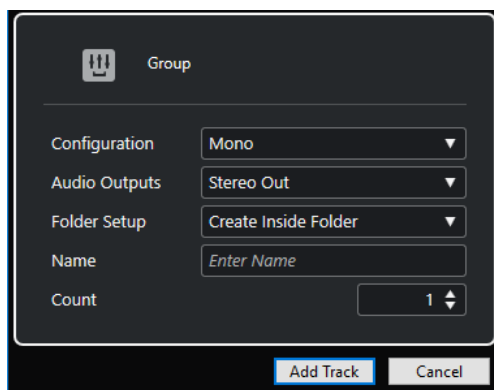 Group
Configuration Mono
Audio Outputs Stereo Out
Folder Setup Create Inside Folder
Name Enter Name
Count 1
Add Track Cancel